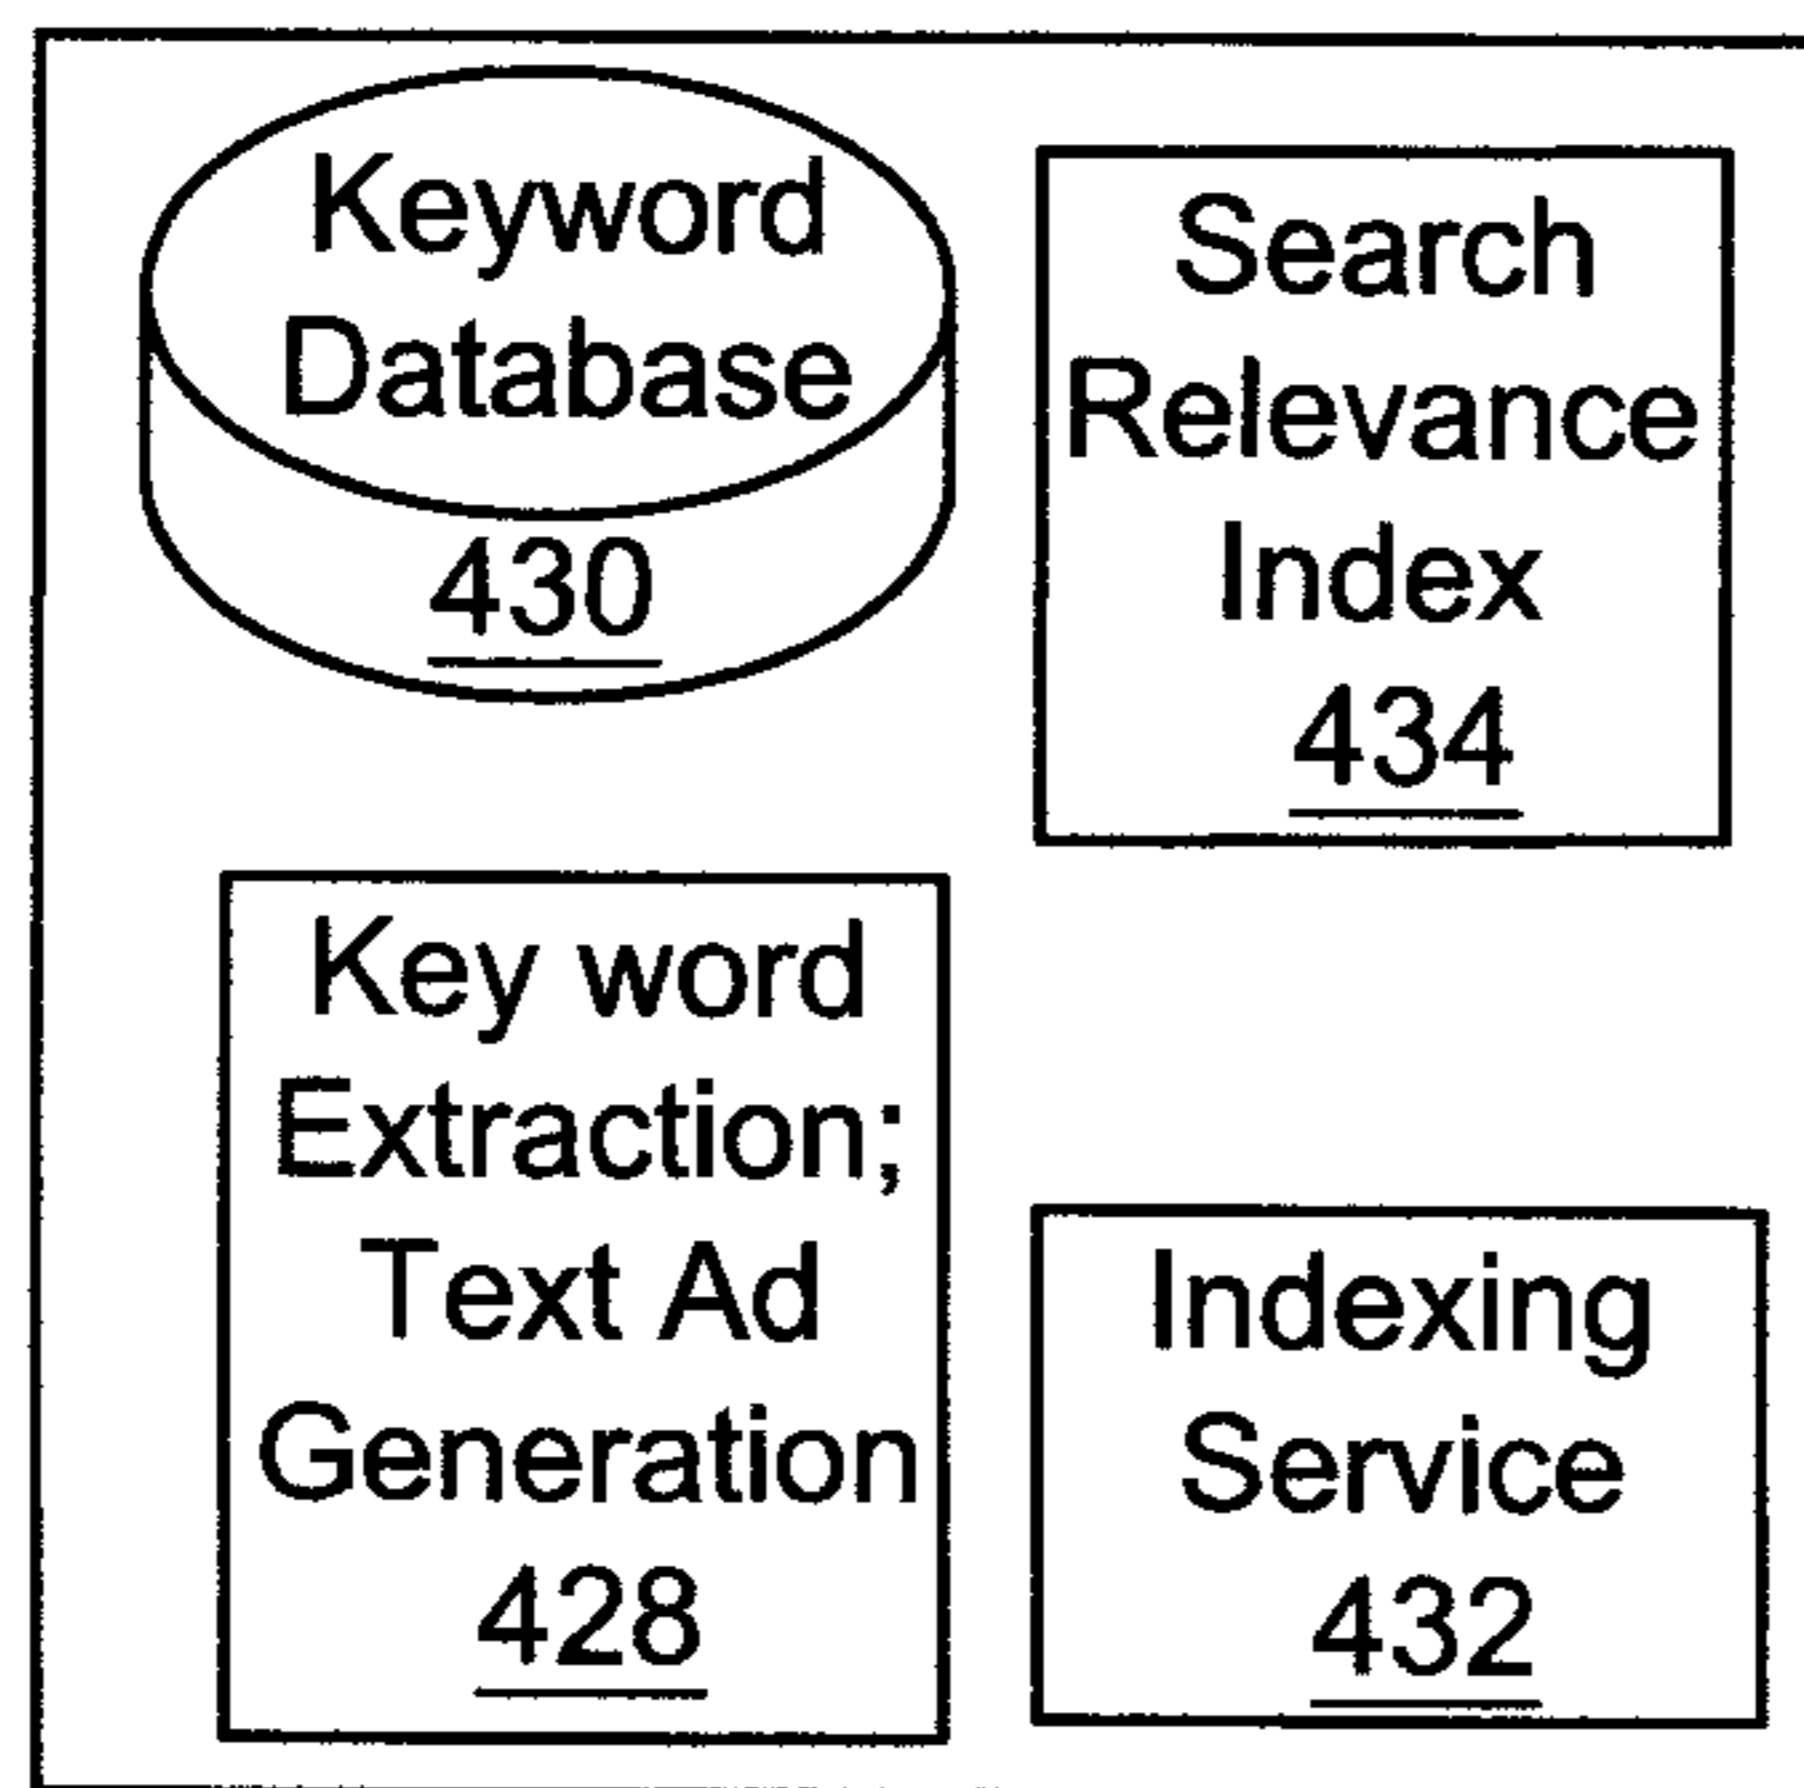 Keyword
Database
430
Search
Relevance
Index
434
Key word
Extraction;
Text Ad
Generation
428
Indexing
Service
432